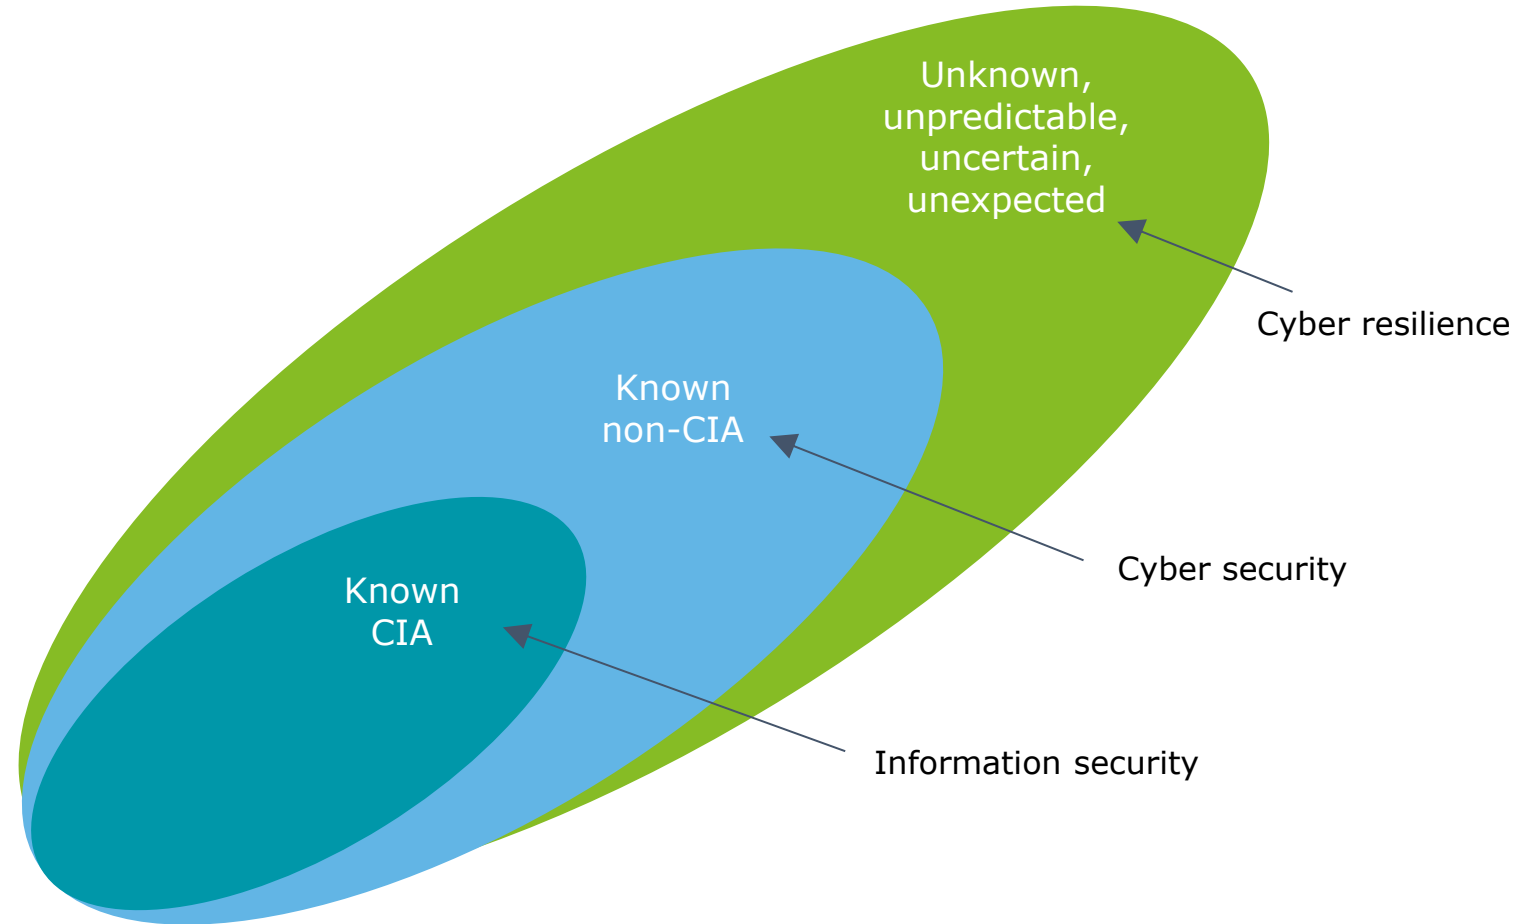 Unknown,
unpredictable,
uncertain,
unexpected
Cyber resilience
Known
non-CIA
Cyber security
Known
CIA
Information security